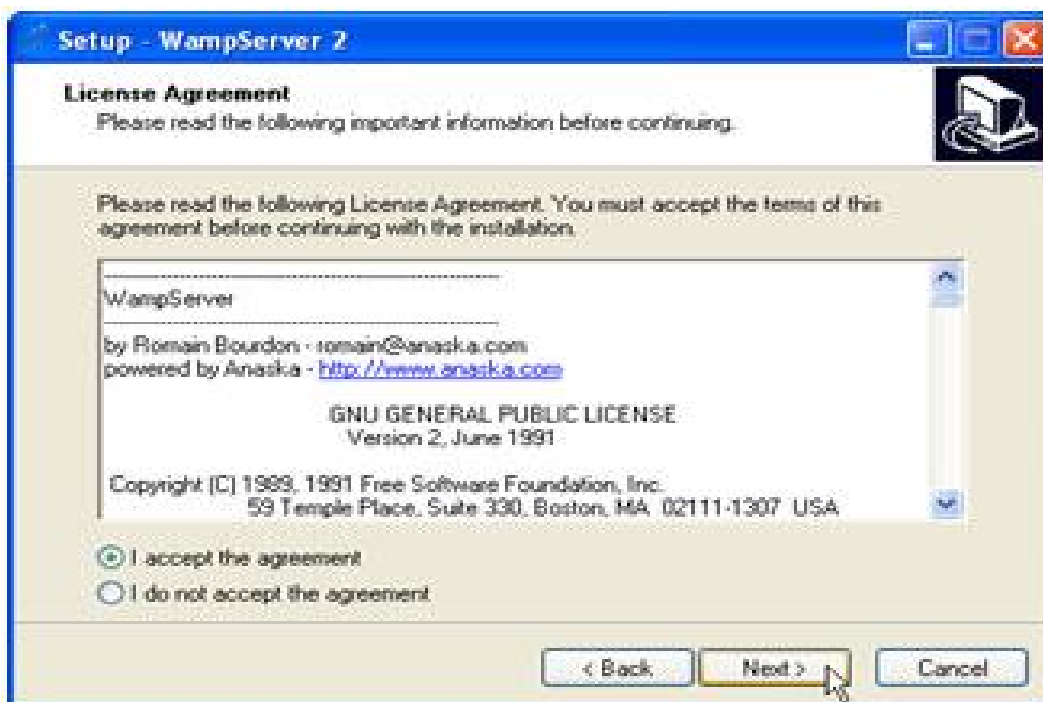 Setup - WampServer 2
License Agreement
Please read the following important information before continuing.
Please read the following License Agreement. You must accept the terms of this
agreement before continuing with the installation.
------------------------------------------------------------
WampServer
------------------------------------------------------------
by Romain Bourdon - romain@anaska.com
powered by Anaska - http://www.anaska.com
GNU GENERAL PUBLIC LICENSE
Version 2, June 1991
Copyright (C) 1989, 1991 Free Software Foundation, Inc.
59 Temple Place, Suite 330, Boston, MA 02111-1307 USA
I accept the agreement
I do not accept the agreement
< Back Next > Cancel